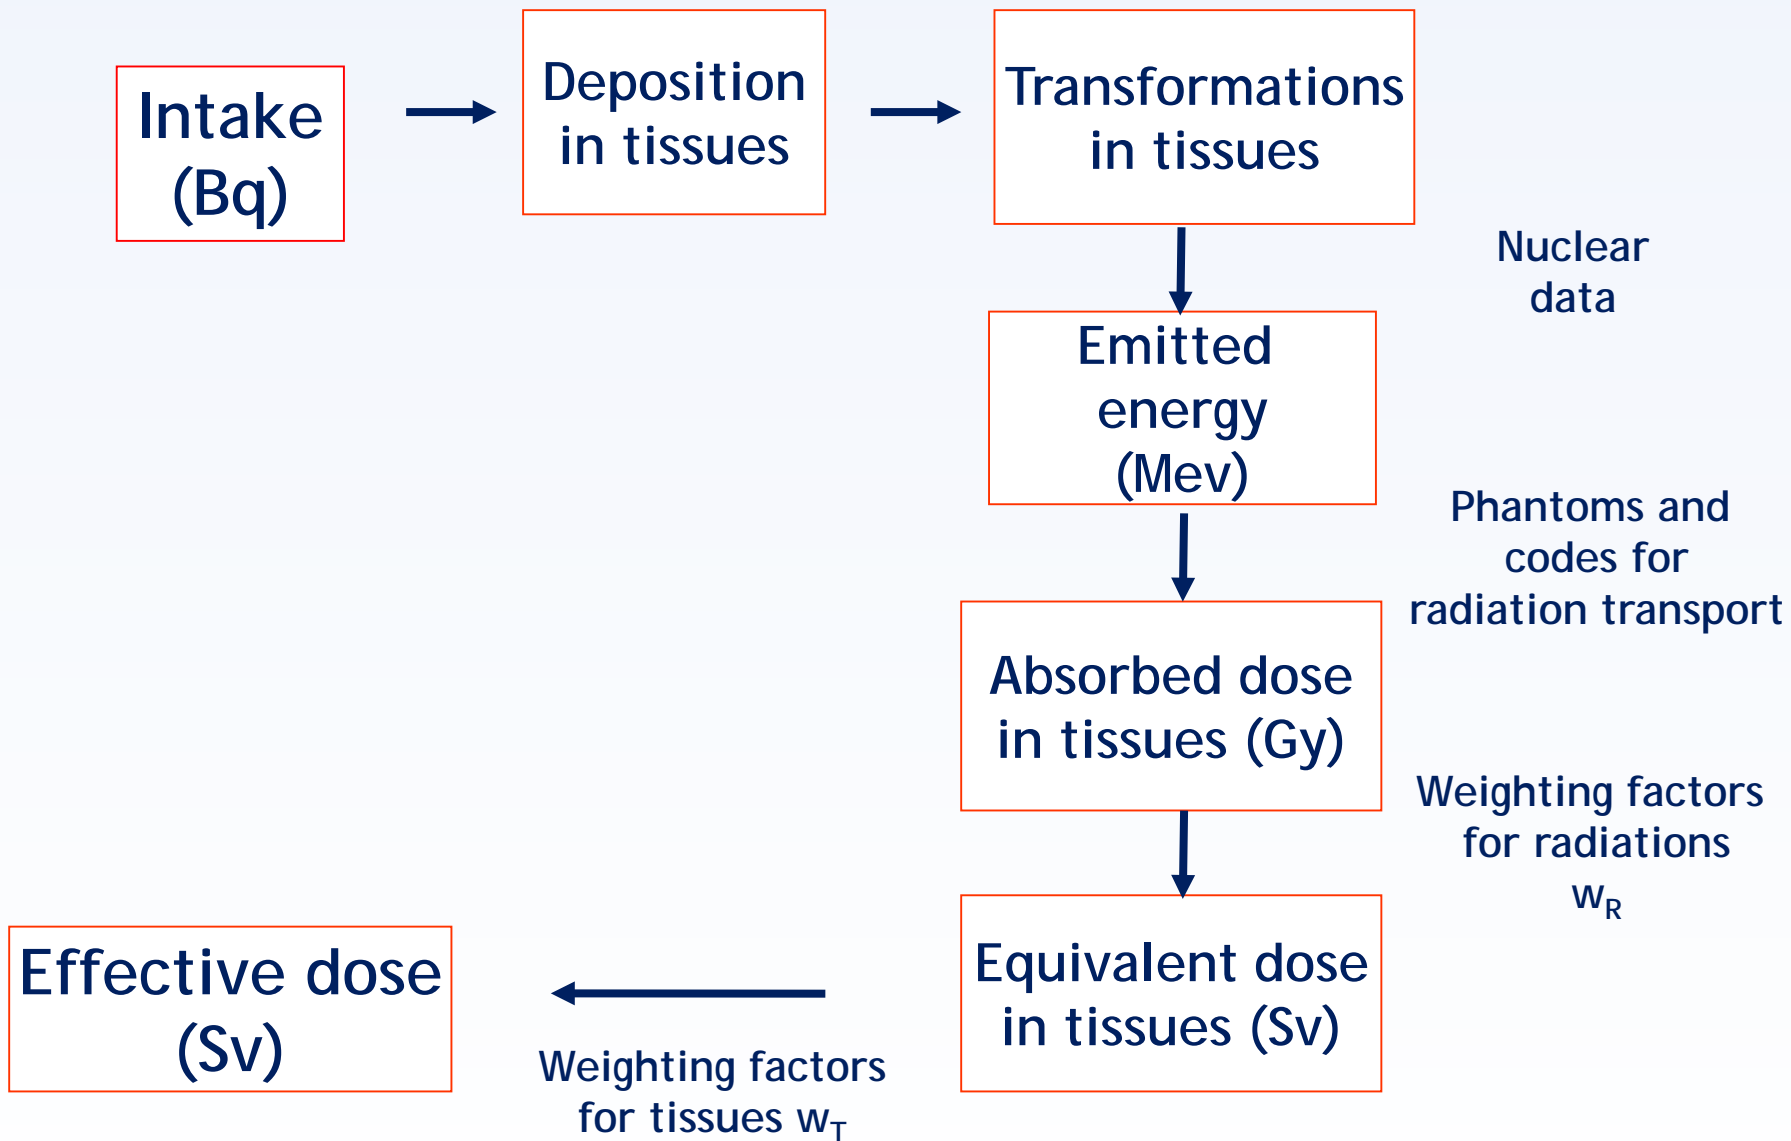 Intake
(Bq)
Deposition
in tissues
Transformations
in tissues
Nuclear
data
Emitted
energy
(Mev)
Phantoms and
codes for
radiation transport
Absorbed dose
in tissues (Gy)
Weighting factors
for radiations
w_R
Equivalent dose
in tissues (Sv)
Weighting factors
for tissues w_T
Effective dose
(Sv)